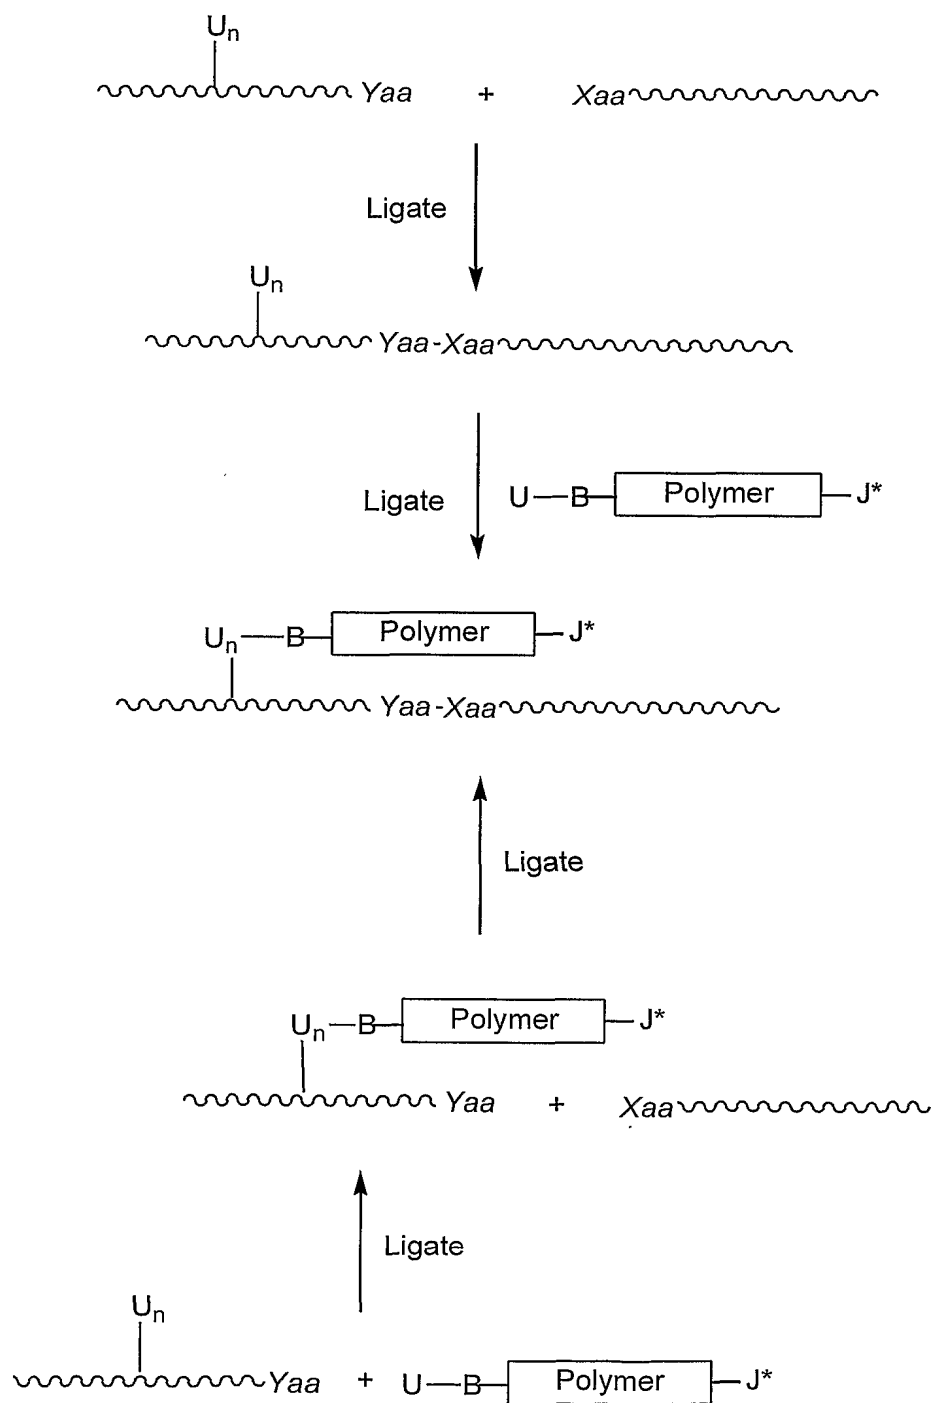 Un
Yaa + Xaa
Ligate
Un
Yaa-Xaa
Ligate U—B—Polymer—J*
Un—B—Polymer—J*
Yaa-Xaa
Ligate
Un—B—Polymer—J*
Yaa + Xaa
Ligate
Un
Yaa + U—B—Polymer—J*